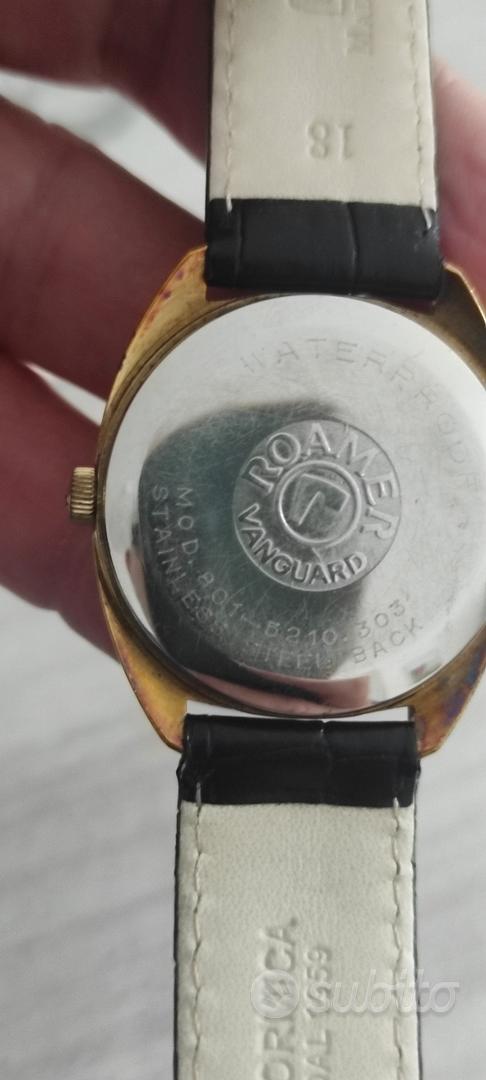 18
WATERPROOF
ROAMER
VANGUARD
MOD. 801-5210.303
STAINLESS STEEL BACK
subito